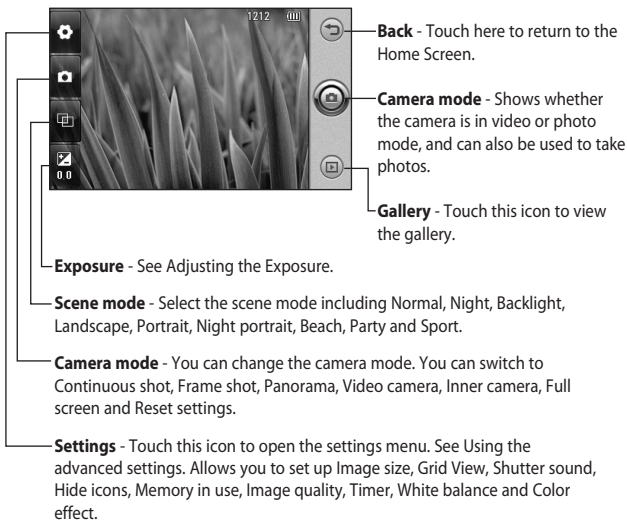 1212
0.0
Back - Touch here to return to the
Home Screen.
Camera mode - Shows whether
the camera is in video or photo
mode, and can also be used to take
photos.
Gallery - Touch this icon to view
the gallery.
Exposure - See Adjusting the Exposure.
Scene mode - Select the scene mode including Normal, Night, Backlight,
Landscape, Portrait, Night portrait, Beach, Party and Sport.
Camera mode - You can change the camera mode. You can switch to
Continuous shot, Frame shot, Panorama, Video camera, Inner camera, Full
screen and Reset settings.
Settings - Touch this icon to open the settings menu. See Using the
advanced settings. Allows you to set up Image size, Grid View, Shutter sound,
Hide icons, Memory in use, Image quality, Timer, White balance and Color
effect.